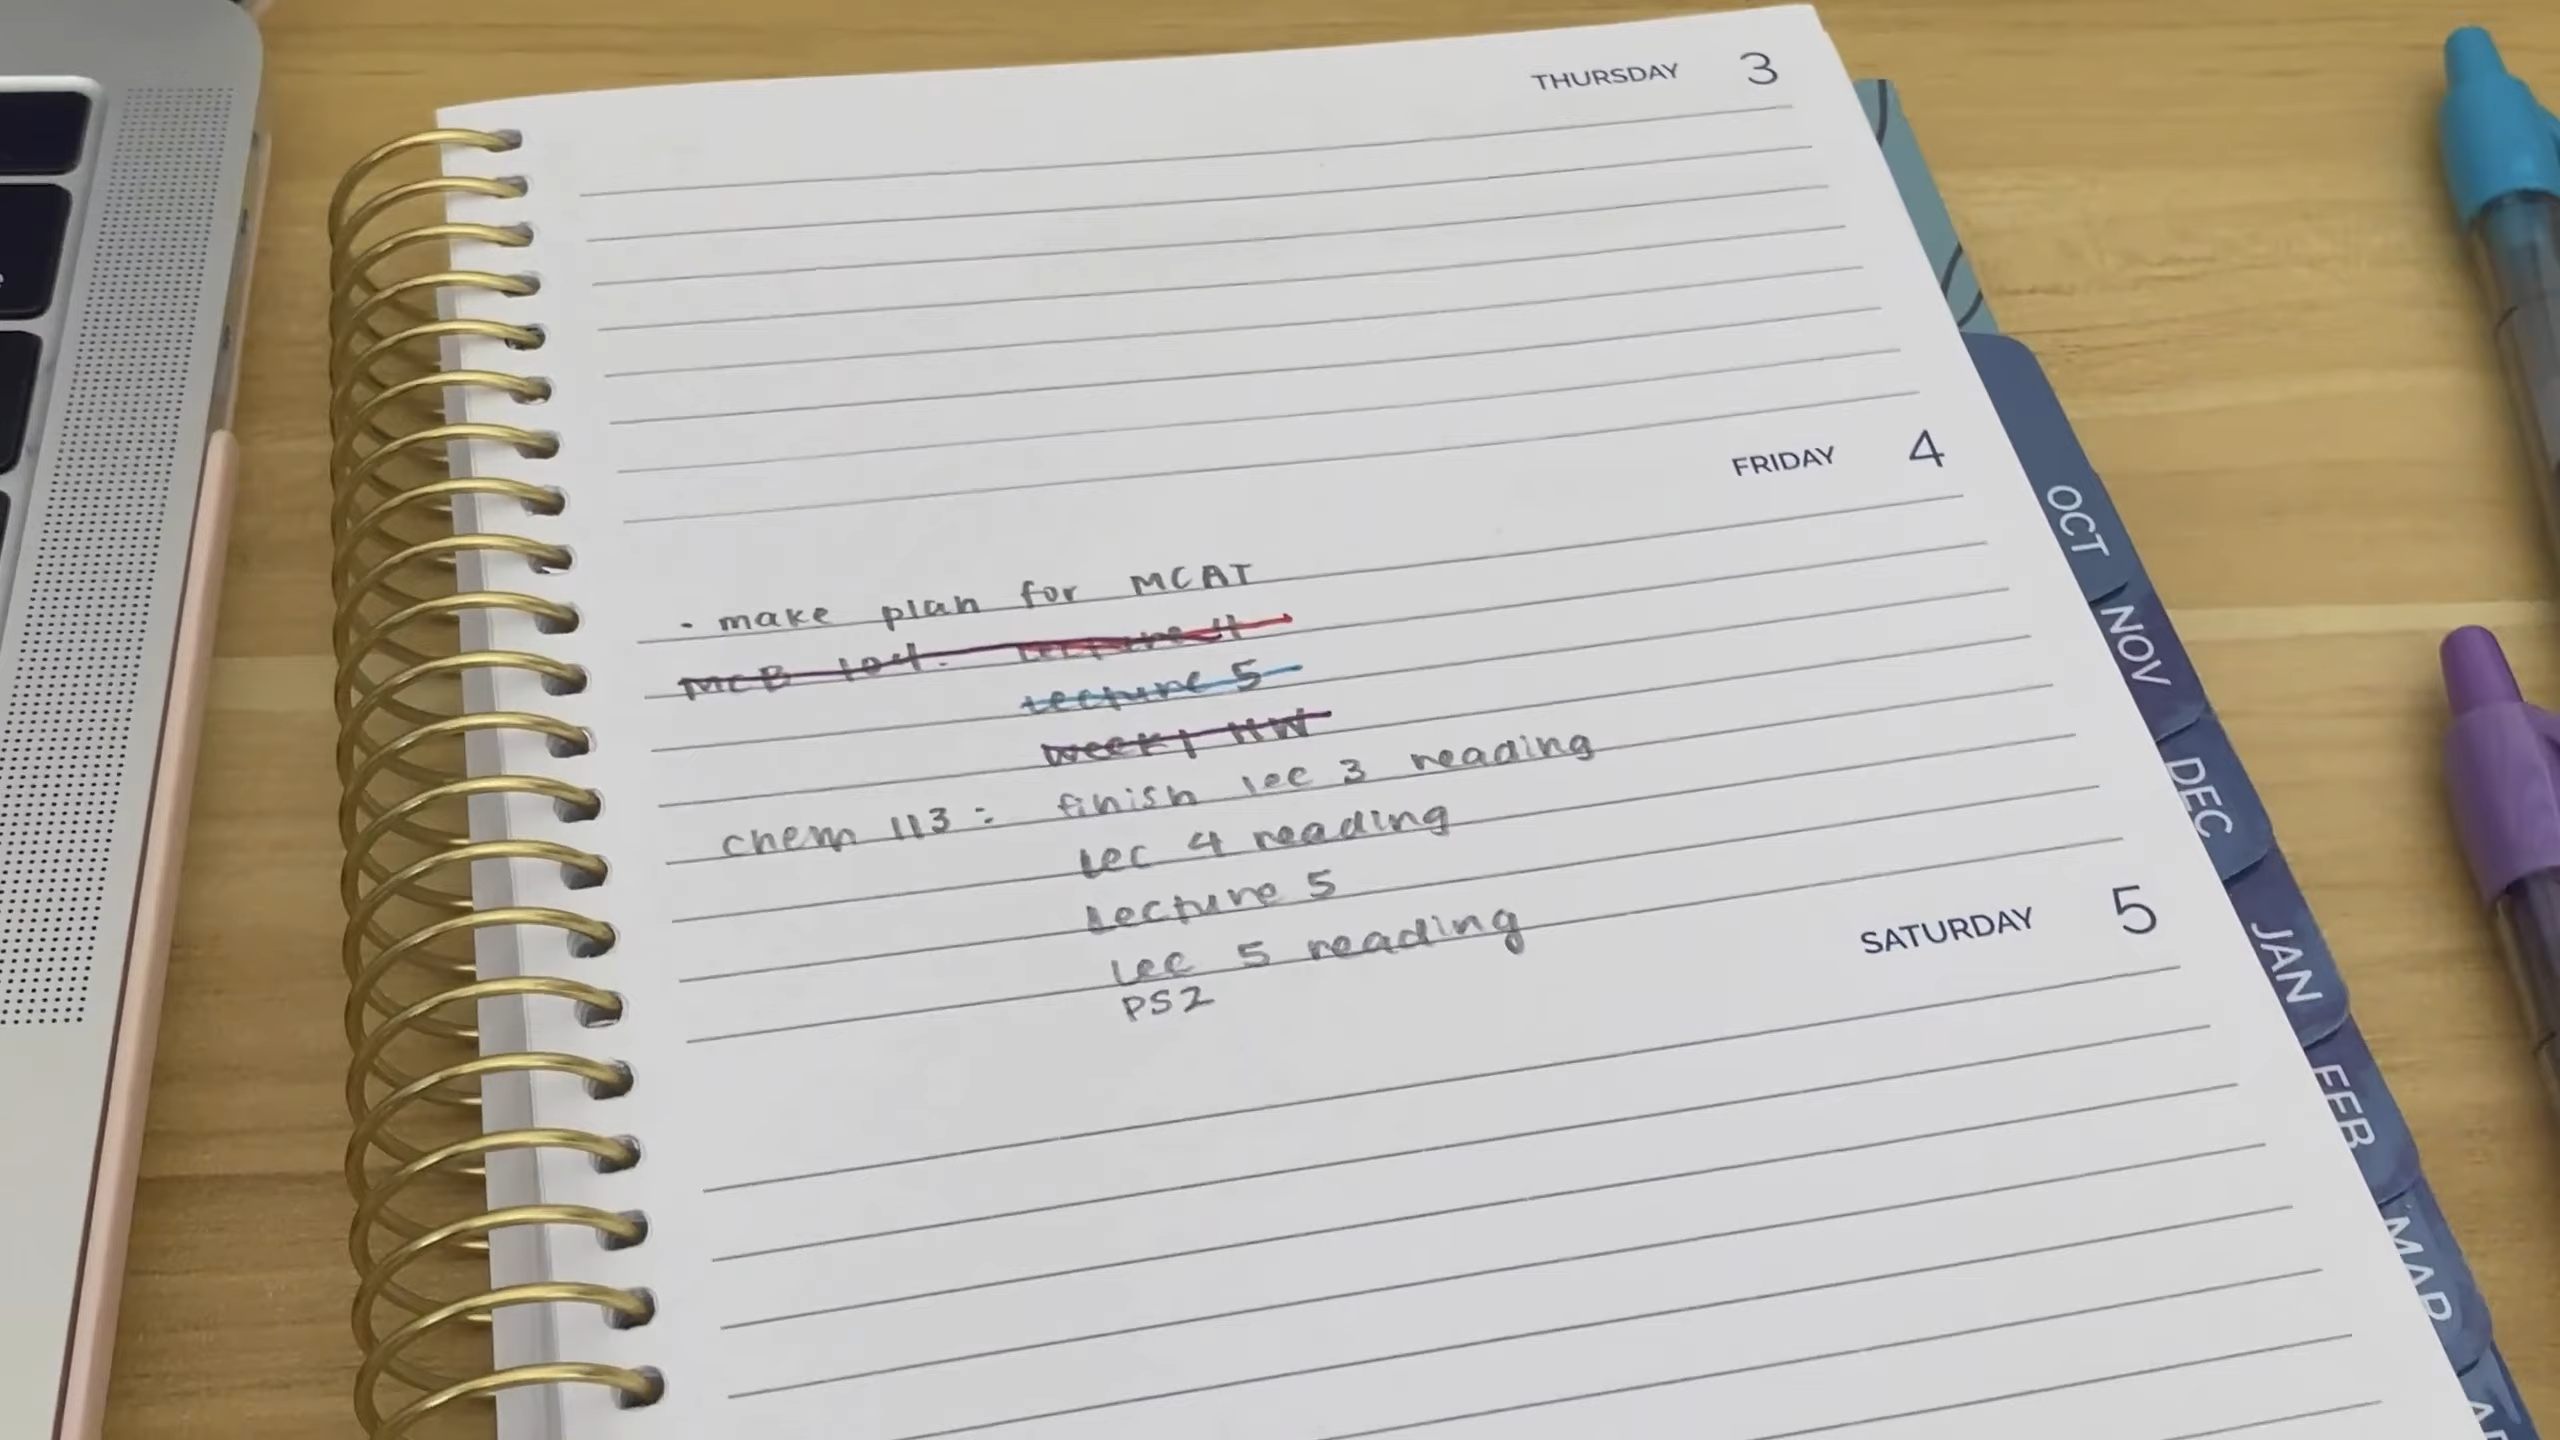 THURSDAY 3
FRIDAY 4
· make plan for MCAT
MCB 104: Lecture 4
Lecture 5
week 1 HW
chem 113: finish lec 3 reading
Lec 4 reading
Lecture 5
Lec 5 reading
PS2
SATURDAY 5
OCT
NOV
DEC
JAN
FEB
MAR